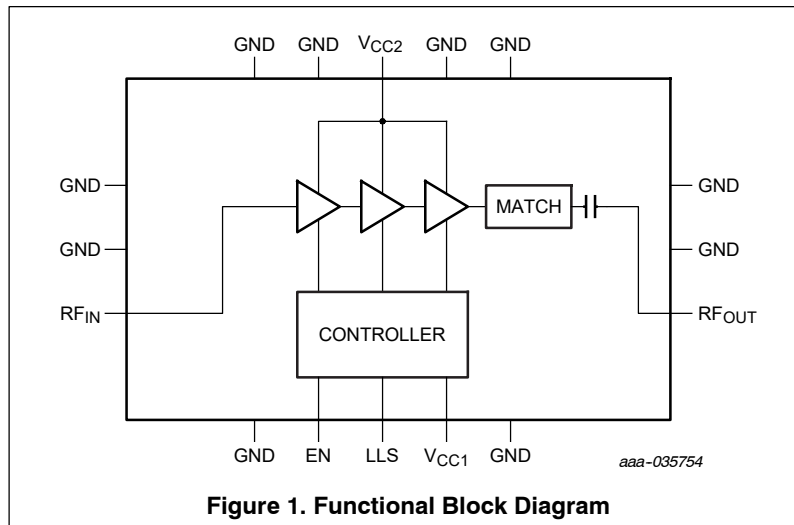 GND GND VCC2 GND GND
GND GND
MATCH
GND GND
RFIN RFOUT
CONTROLLER
GND EN LLS VCC1 GND
aaa-035754
Figure 1. Functional Block Diagram